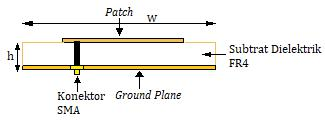 Patch
W
h
Subtrat Dielektrik
FR4
Konektor
SMA
Ground Plane